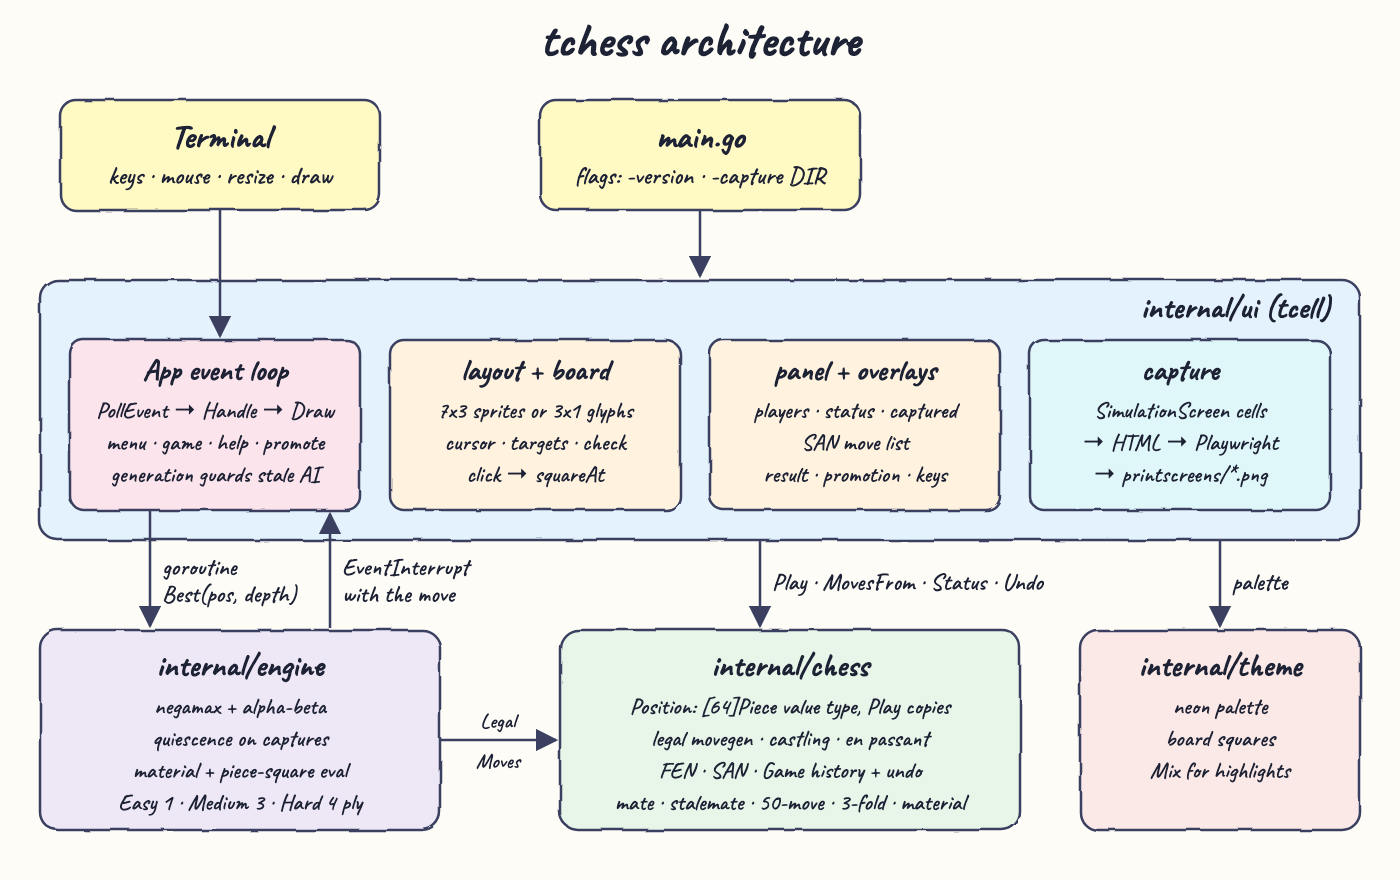 tchess architecture
Terminal
keys · mouse · resize · draw
main.go
flags: -version · -capture DIR
internal/ui (tcell)
App event loop
PollEvent → Handle → Draw
menu · game · help · promote
generation guards stale AI
layout + board
7x3 sprites or 3x1 glyphs
cursor · targets · check
click → squareAt
panel + overlays
players · status · captured
SAN move list
result · promotion · keys
capture
SimulationScreen cells
→ HTML → Playwright
→ printscreens/*.png
goroutine
Best(pos, depth)
EventInterrupt
with the move
Play · MovesFrom · Status · Undo
palette
internal/engine
negamax + alpha-beta
quiescence on captures
material + piece-square eval
Easy 1 · Medium 3 · Hard 4 ply
Legal
Moves
internal/chess
Position: [64]Piece value type, Play copies
legal movegen · castling · en passant
FEN · SAN · Game history + undo
mate · stalemate · 50-move · 3-fold · material
internal/theme
neon palette
board squares
Mix for highlights